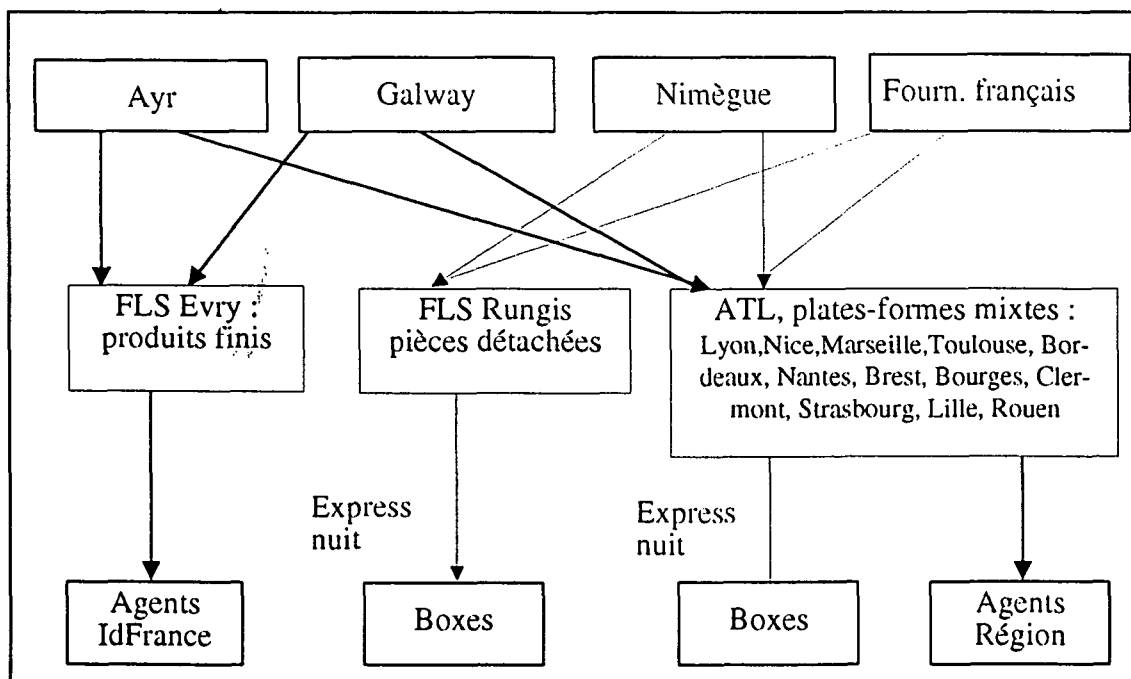 Ayr
Galway
Nimègue
Fourn. français
FLS Evry :
produits finis
FLS Rungis
pièces détachées
ATL, plates-formes mixtes :
Lyon,Nice,Marseille,Toulouse, Bor-
deaux, Nantes, Brest, Bourges, Cler-
mont, Strasbourg, Lille, Rouen
Express
nuit
Express
nuit
Agents
IdFrance
Boxes
Boxes
Agents
Région